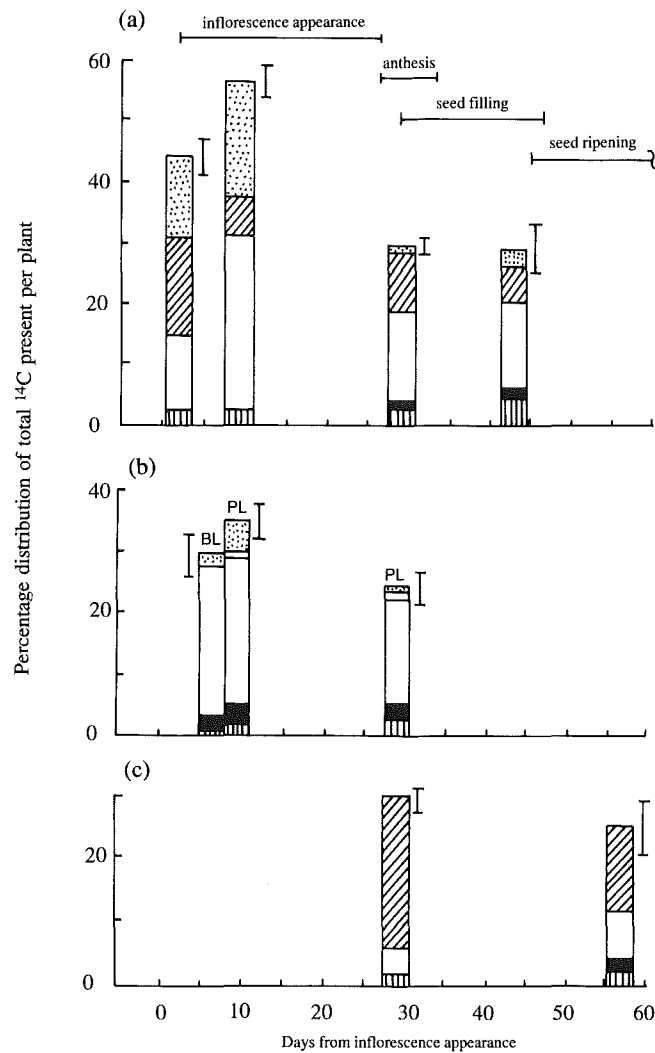 (a)
inflorescence appearance
anthesis
seed filling
seed ripening
60
40
20
0
Percentage distribution of total ¹⁴C present per plant
(b)
40
20
0
BL
PL
PL
(c)
20
0
0 10 20 30 40 50 60
Days from inflorescence appearance